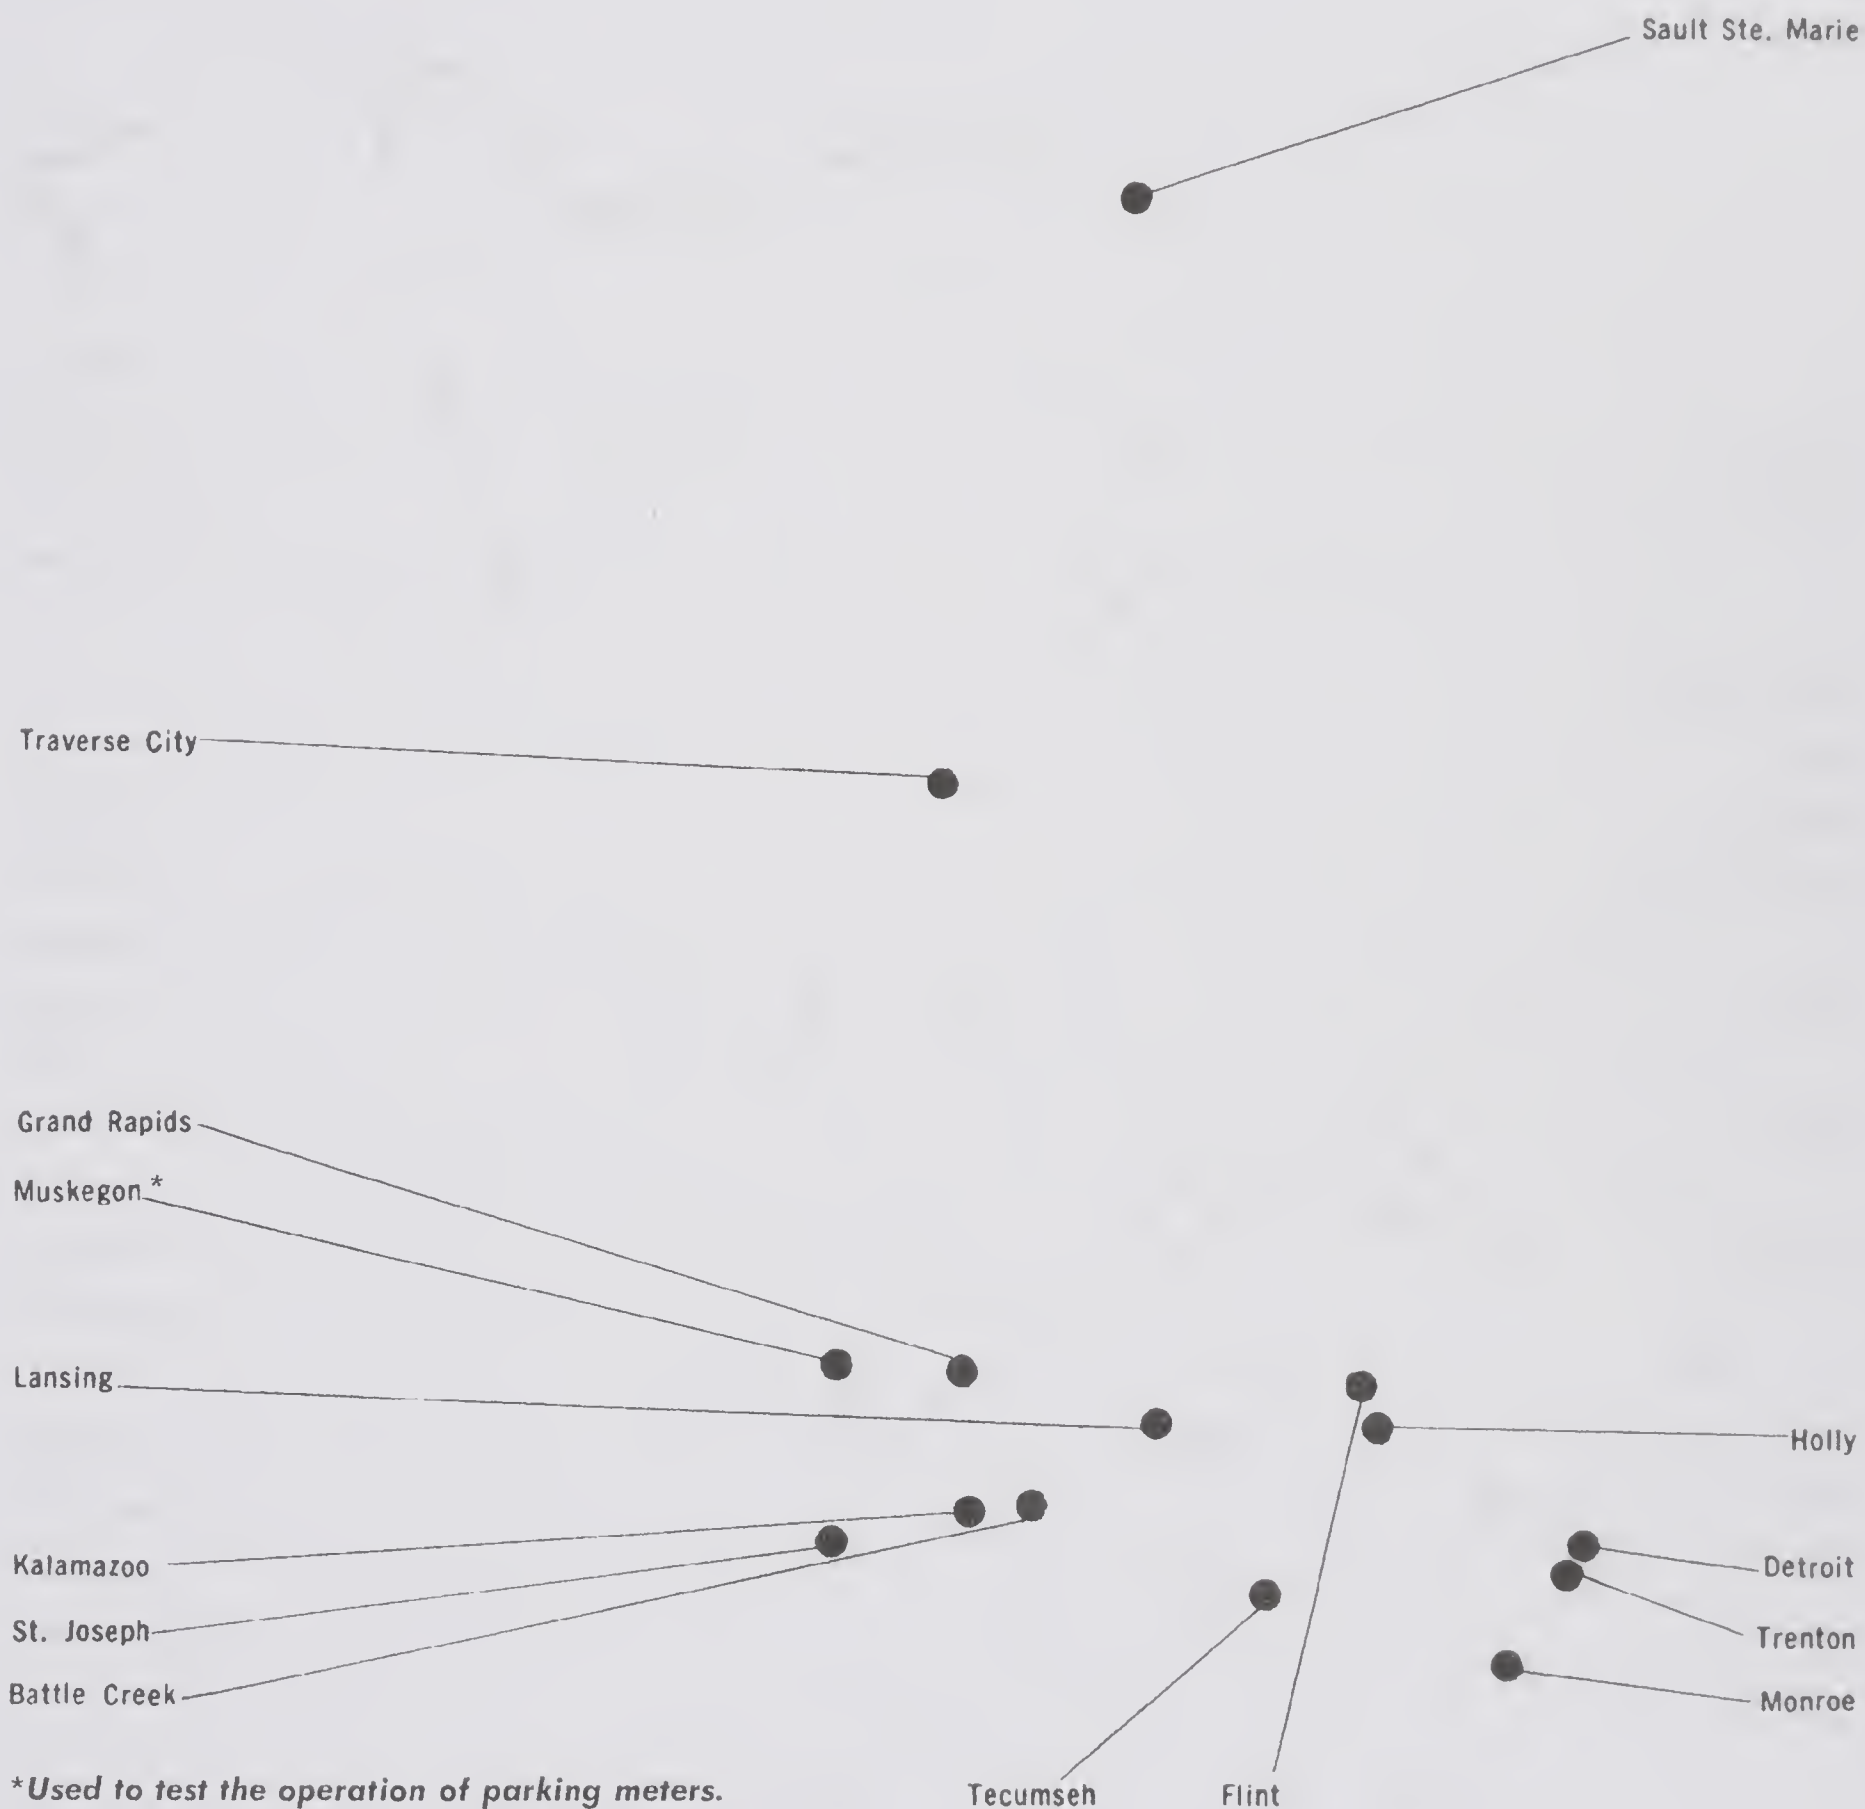 Sault Ste. Marie
Traverse City
Grand Rapids
Muskegon*
Lansing
Holly
Kalamazoo
Detroit
St. Joseph
Trenton
Battle Creek
Monroe
*Used to test the operation of parking meters.
Tecumseh
Flint